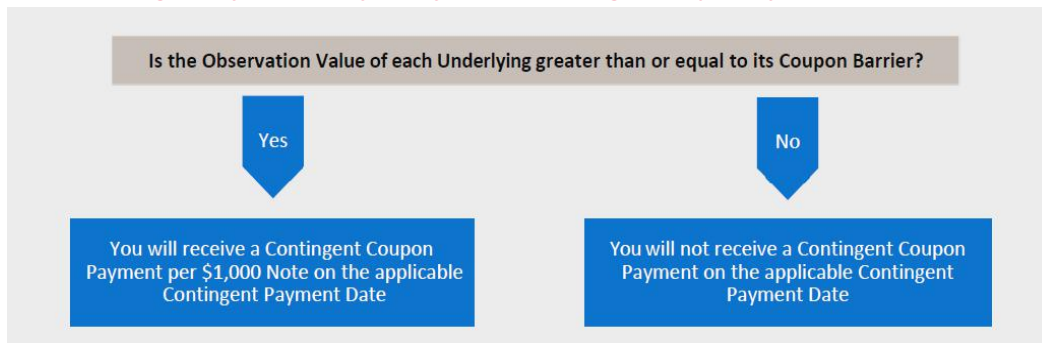 Is the Observation Value of each Underlying greater than or equal to its Coupon Barrier?
Yes
No
You will receive a Contingent Coupon
Payment per $1,000 Note on the applicable
Contingent Payment Date
You will not receive a Contingent Coupon
Payment on the applicable Contingent
Payment Date